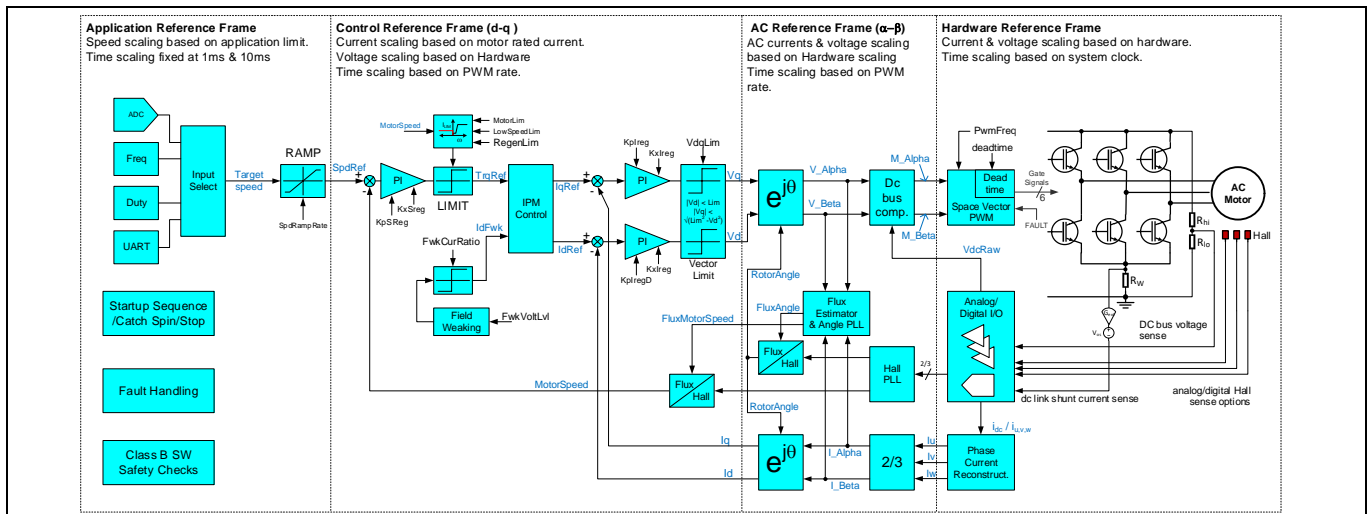 Application Reference Frame
Speed scaling based on application limit.
Time scaling fixed at 1ms & 10ms
Control Reference Frame (d-q )
Current scaling based on motor rated current.
Voltage scaling based on Hardware
Time scaling based on PWM rate.
AC Reference Frame (α–β)
AC currents & voltage scaling
based on Hardware scaling
Time scaling based on PWM
rate.
Hardware Reference Frame
Current & voltage scaling based on hardware.
Time scaling based on system clock.
ADC
Freq
Duty
UART
Input
Select
Target
speed
RAMP
SpdRampRate
SpdRef
+
-
MotorSpeed
MotorLim
LowSpeedLim
RegenLim
PI
KpSReg
KxSreg
LIMIT
TrqRef
IPM
Control
IqRef
IdRef
+
-
+
-
IdFwk
FwkCurRatio
Field
Weaking
FwkVoltLvl
KpIreg
KxIreg
PI
PI
KpIregD
KxIreg
VdqLim
|Vd| < Lim
|Vq| <
√(Lim² -Vd²)
Vector
Limit
Vq
Vd
e^jθ
V_Alpha
V_Beta
RotorAngle
Dc
bus
comp.
M_Alpha
M_Beta
VdcRaw
PwmFreq
deadtime
Dead
time
Space Vector
PWM
Gate
Signals
6
FAULT
AC
Motor
Rhi
Rlo
Hall
RW
DC bus voltage
sense
Startup Sequence
/Catch Spin/Stop
Fault Handling
Class B SW
Safety Checks
FluxMotorSpeed
FluxAngle
Flux
Estimator
& Angle PLL
Flux
Hall
MotorSpeed
Flux
Hall
Hall
PLL
2/3
Analog/
Digital I/O
dc link shunt current sense
analog/digital Hall
sense options
idc / iu,v,w
RotorAngle
Iq
Id
e^jθ
I_Alpha
I_Beta
2/3
Iu
Iv
Iw
Phase
Current
Reconstruct.